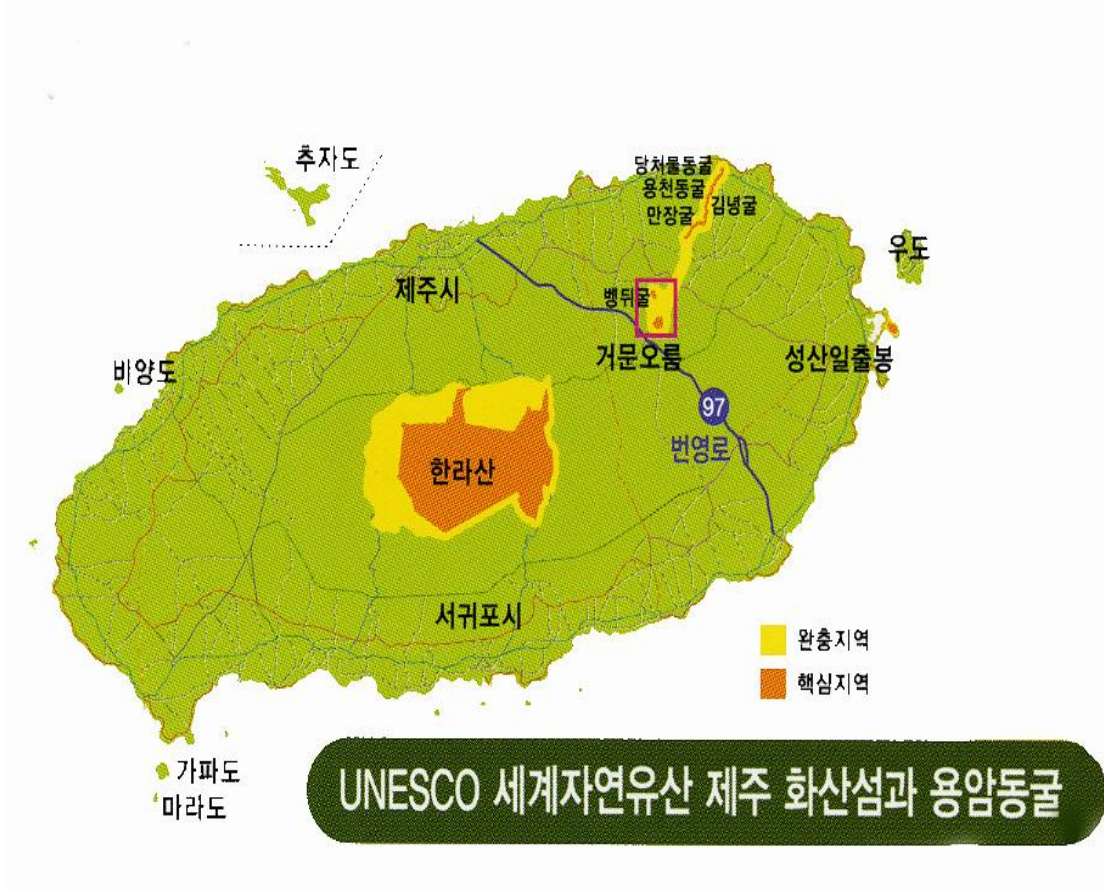 추자도
당처물동굴
용천동굴
만장굴
김녕굴
우도
제주시
벵뒤굴
거문오름
성산일출봉
비양도
97
번영로
한라산
서귀포시
완충지역
핵심지역
가파도
마라도
UNESCO 세계자연유산 제주 화산섬과 용암동굴